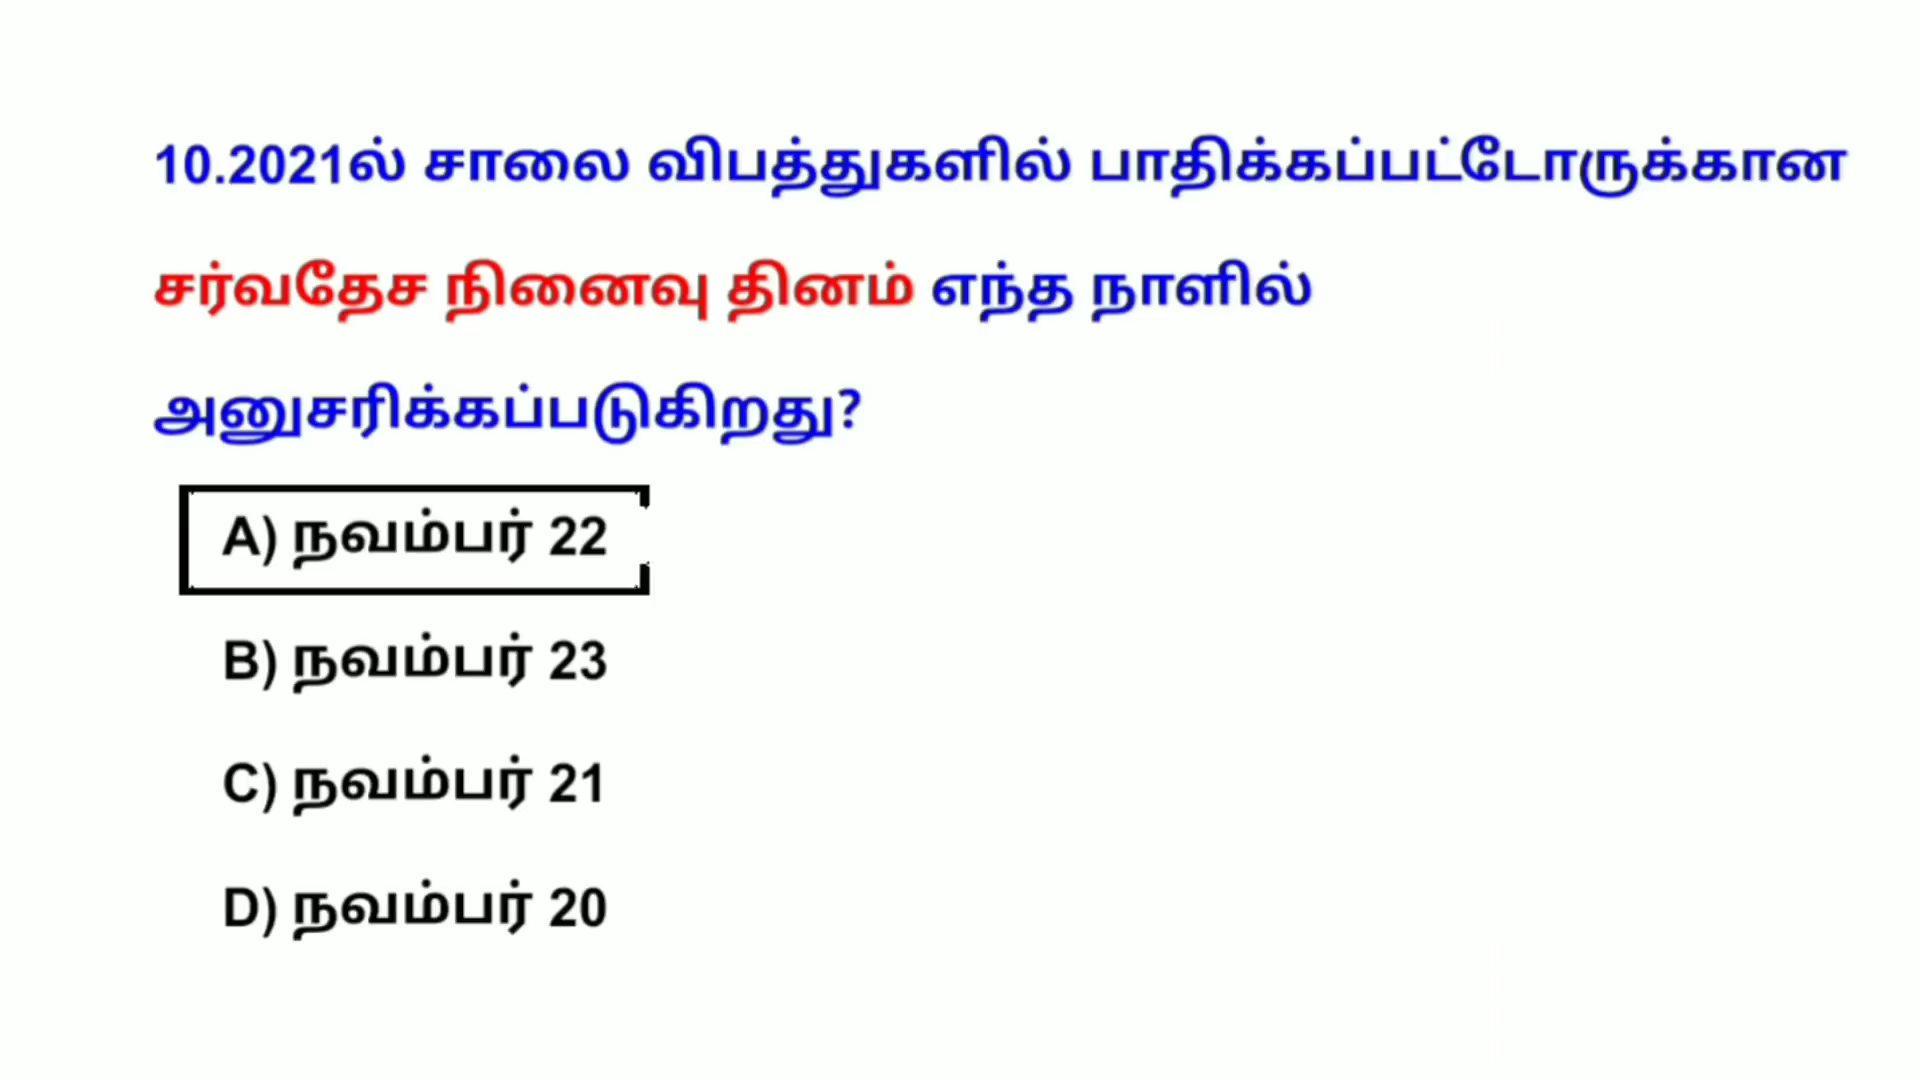 10.2021ல் சாலை விபத்துகளில் பாதிக்கப்பட்டோருக்கான
சர்வதேச நினைவு தினம் எந்த நாளில்
அனுசரிக்கப்படுகிறது?
A) நவம்பர் 22
B) நவம்பர் 23
C) நவம்பர் 21
D) நவம்பர் 20